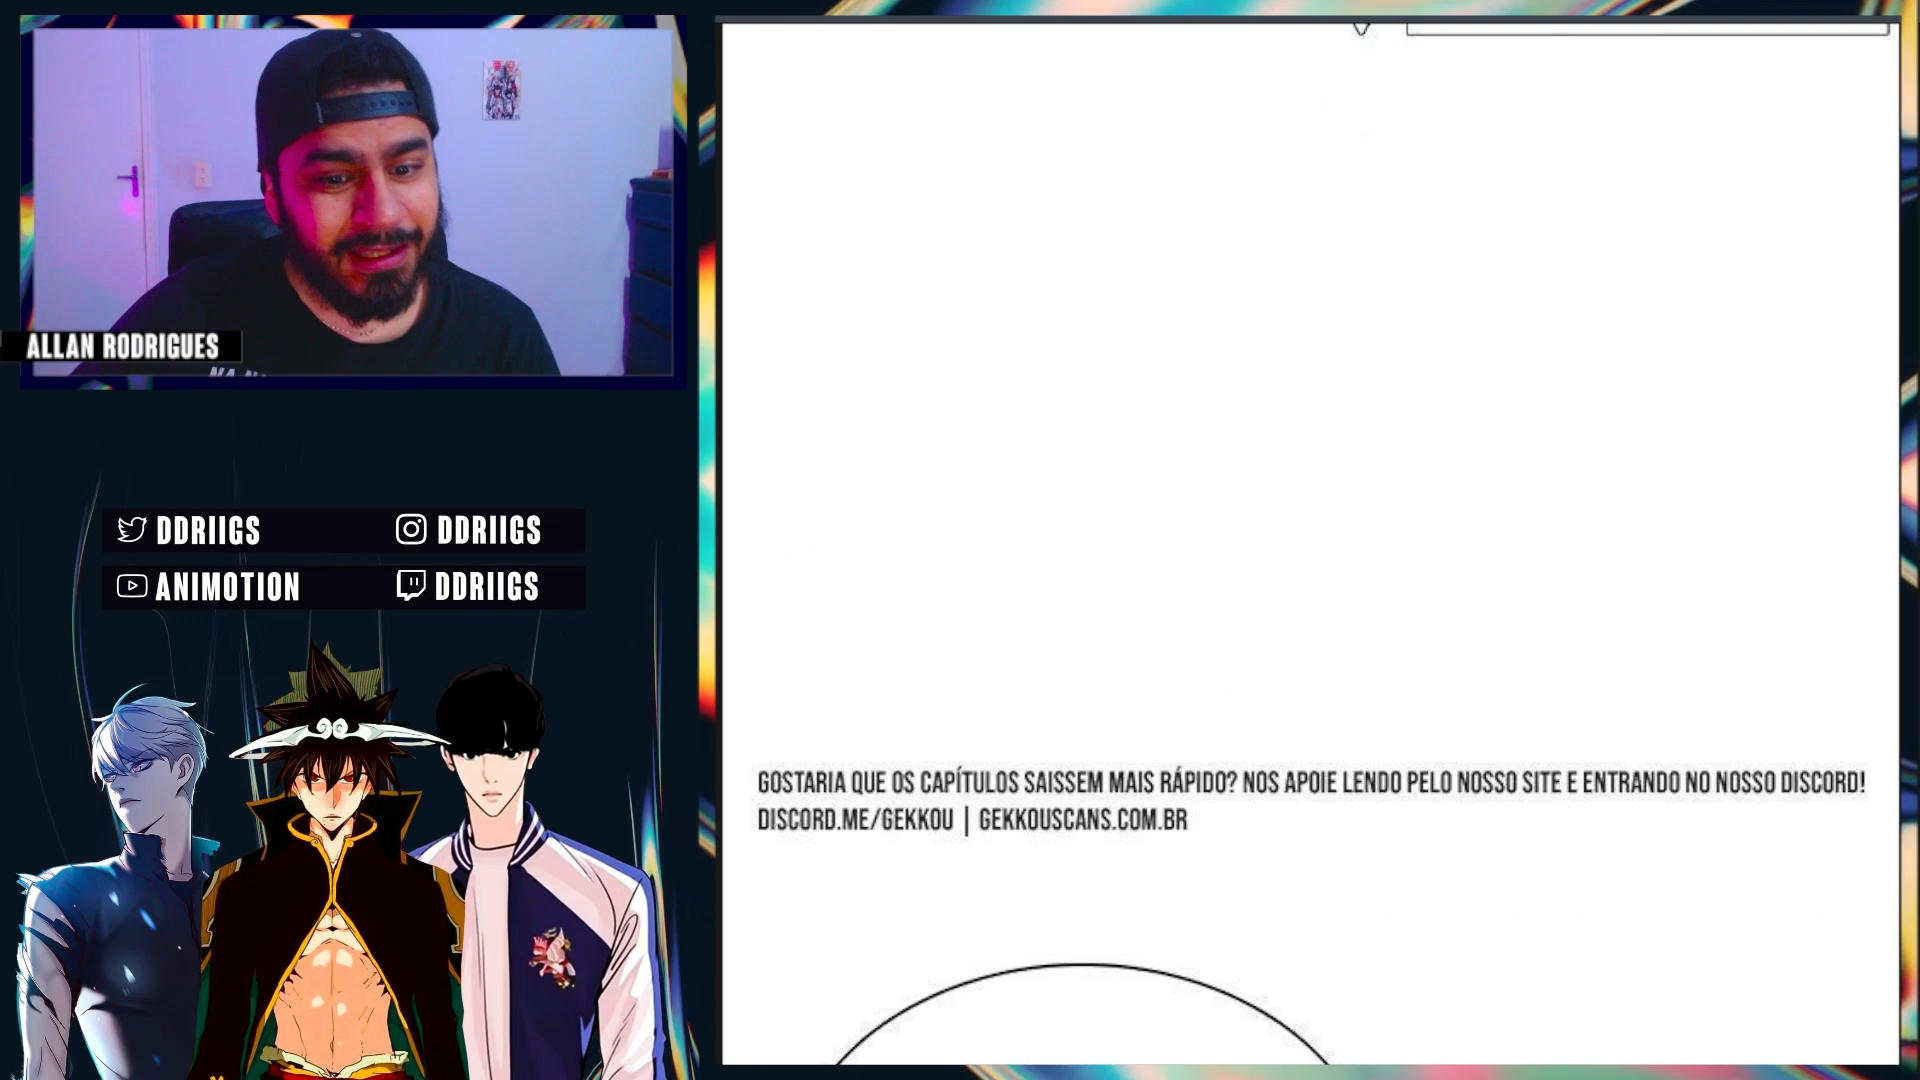 ALLAN RODRIGUES
DDRIIGS
DDRIIGS
ANIMOTION
DDRIIGS
GOSTARIA QUE OS CAPÍTULOS SAISSEM MAIS RÁPIDO? NOS APOIE LENDO PELO NOSSO SITE E ENTRANDO NO NOSSO DISCORD!
DISCORD.ME/GEKKOU | GEKKOUSCANS.COM.BR